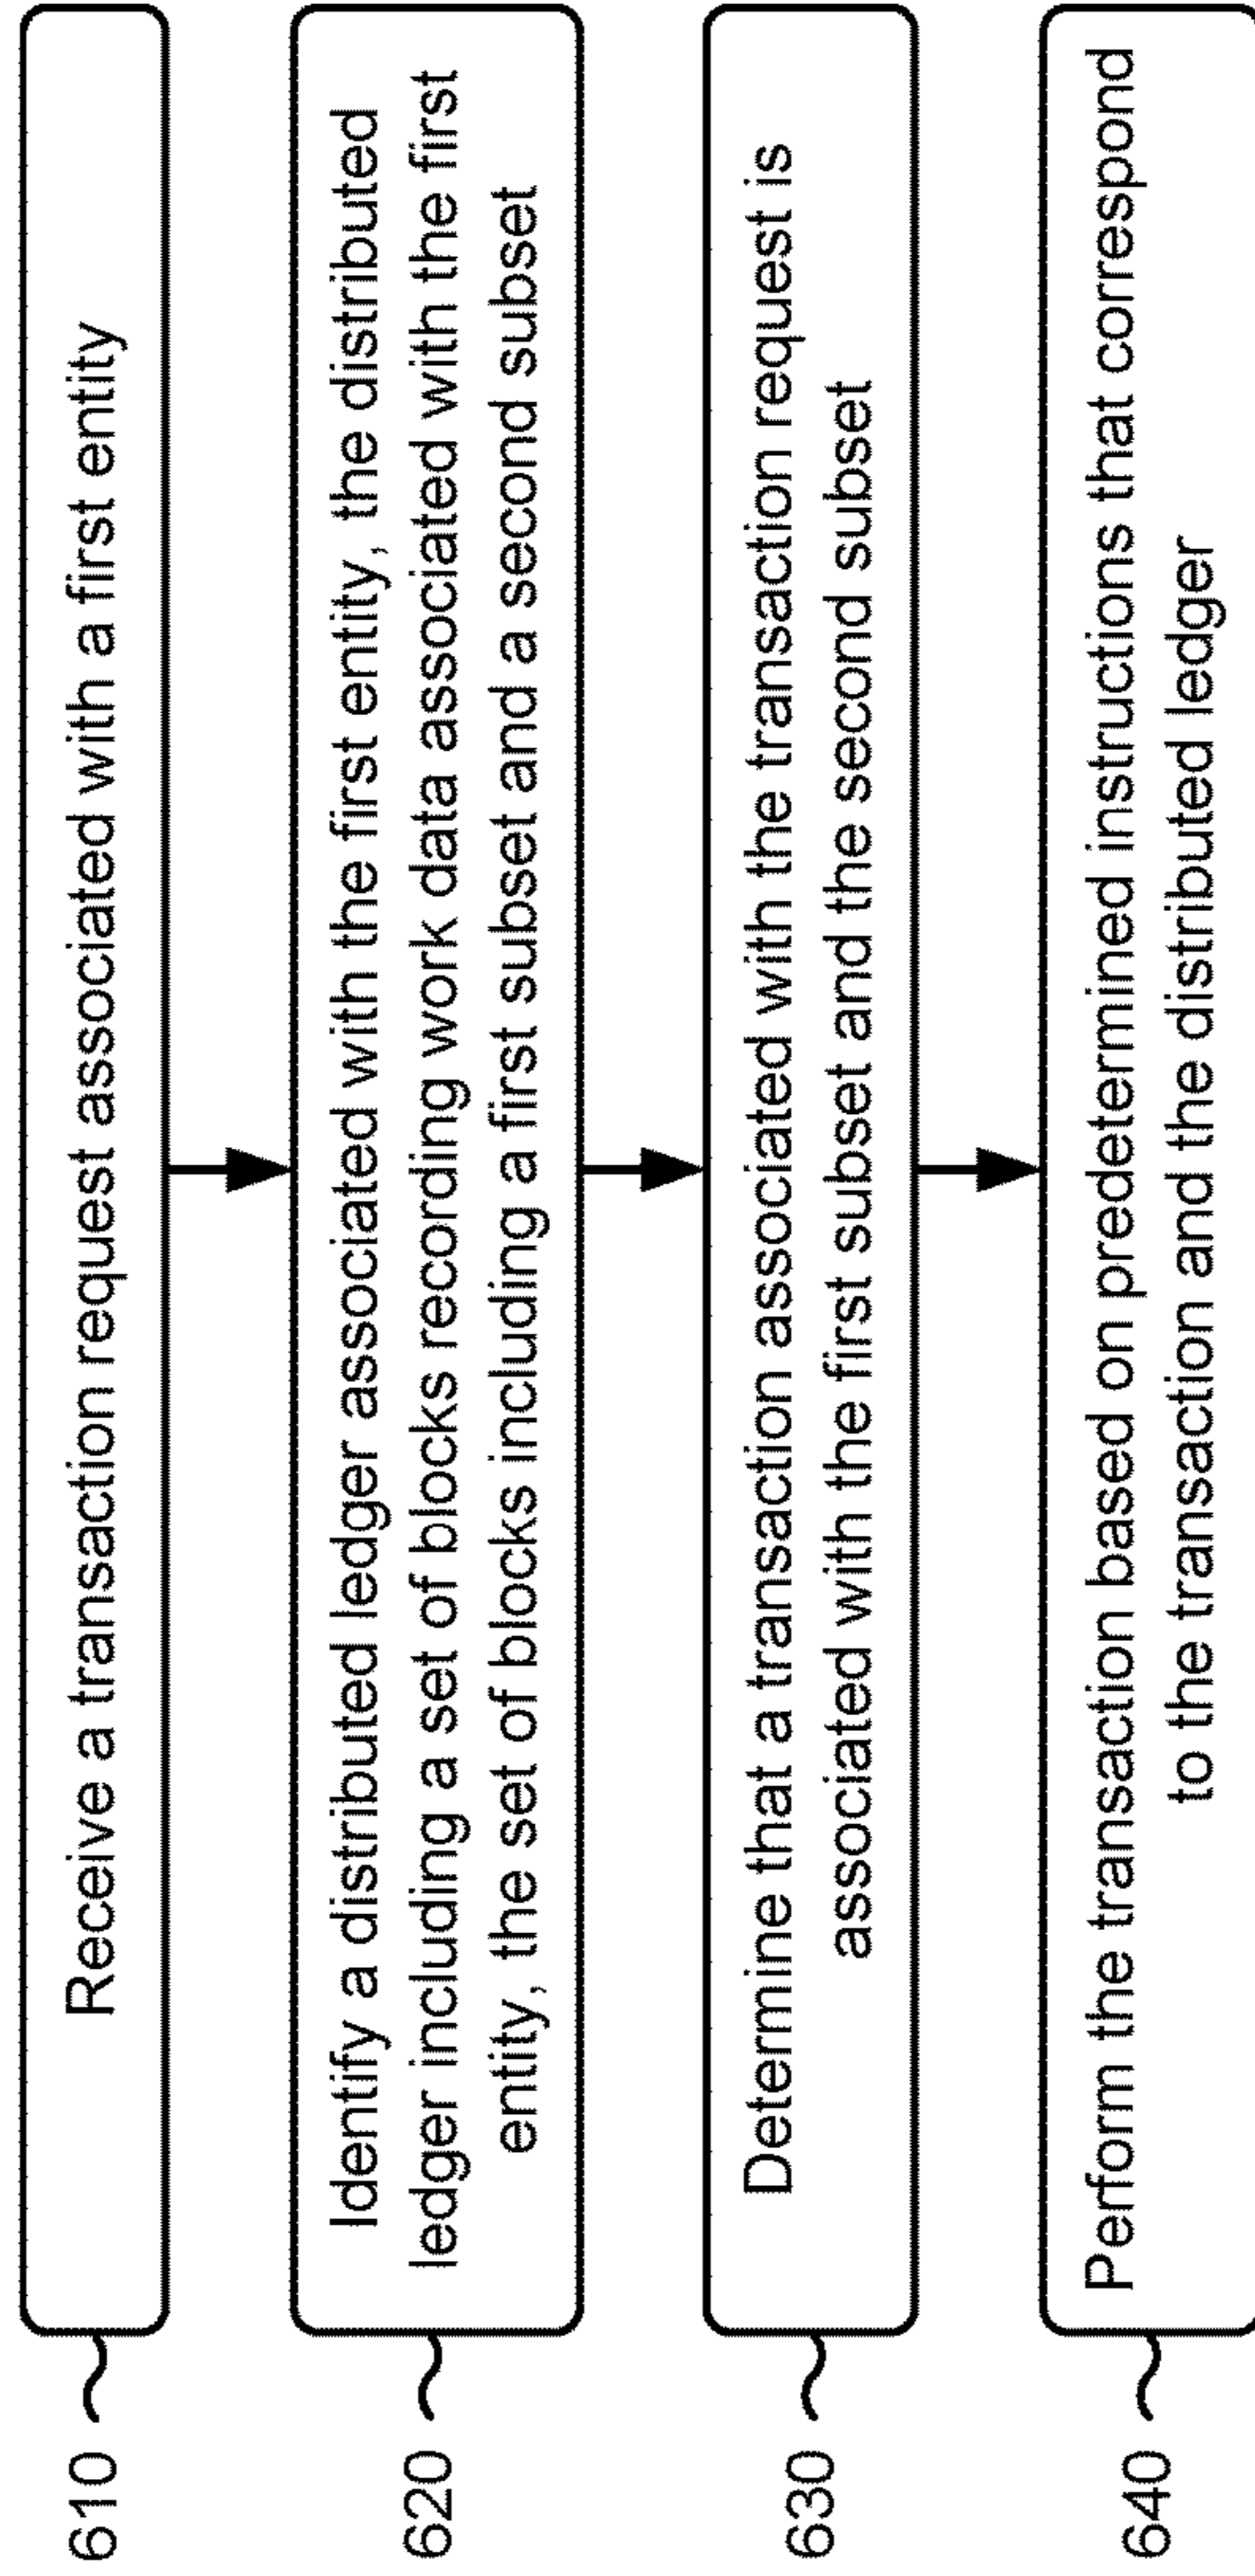 610
Receive a transaction request associated with a first entity
620
Identify a distributed ledger associated with the first entity, the distributed
ledger including a set of blocks recording work data associated with the first
entity, the set of blocks including a first subset and a second subset
630
Determine that a transaction associated with the transaction request is
associated with the first subset and the second subset
640
Perform the transaction based on predetermined instructions that correspond
to the transaction and the distributed ledger